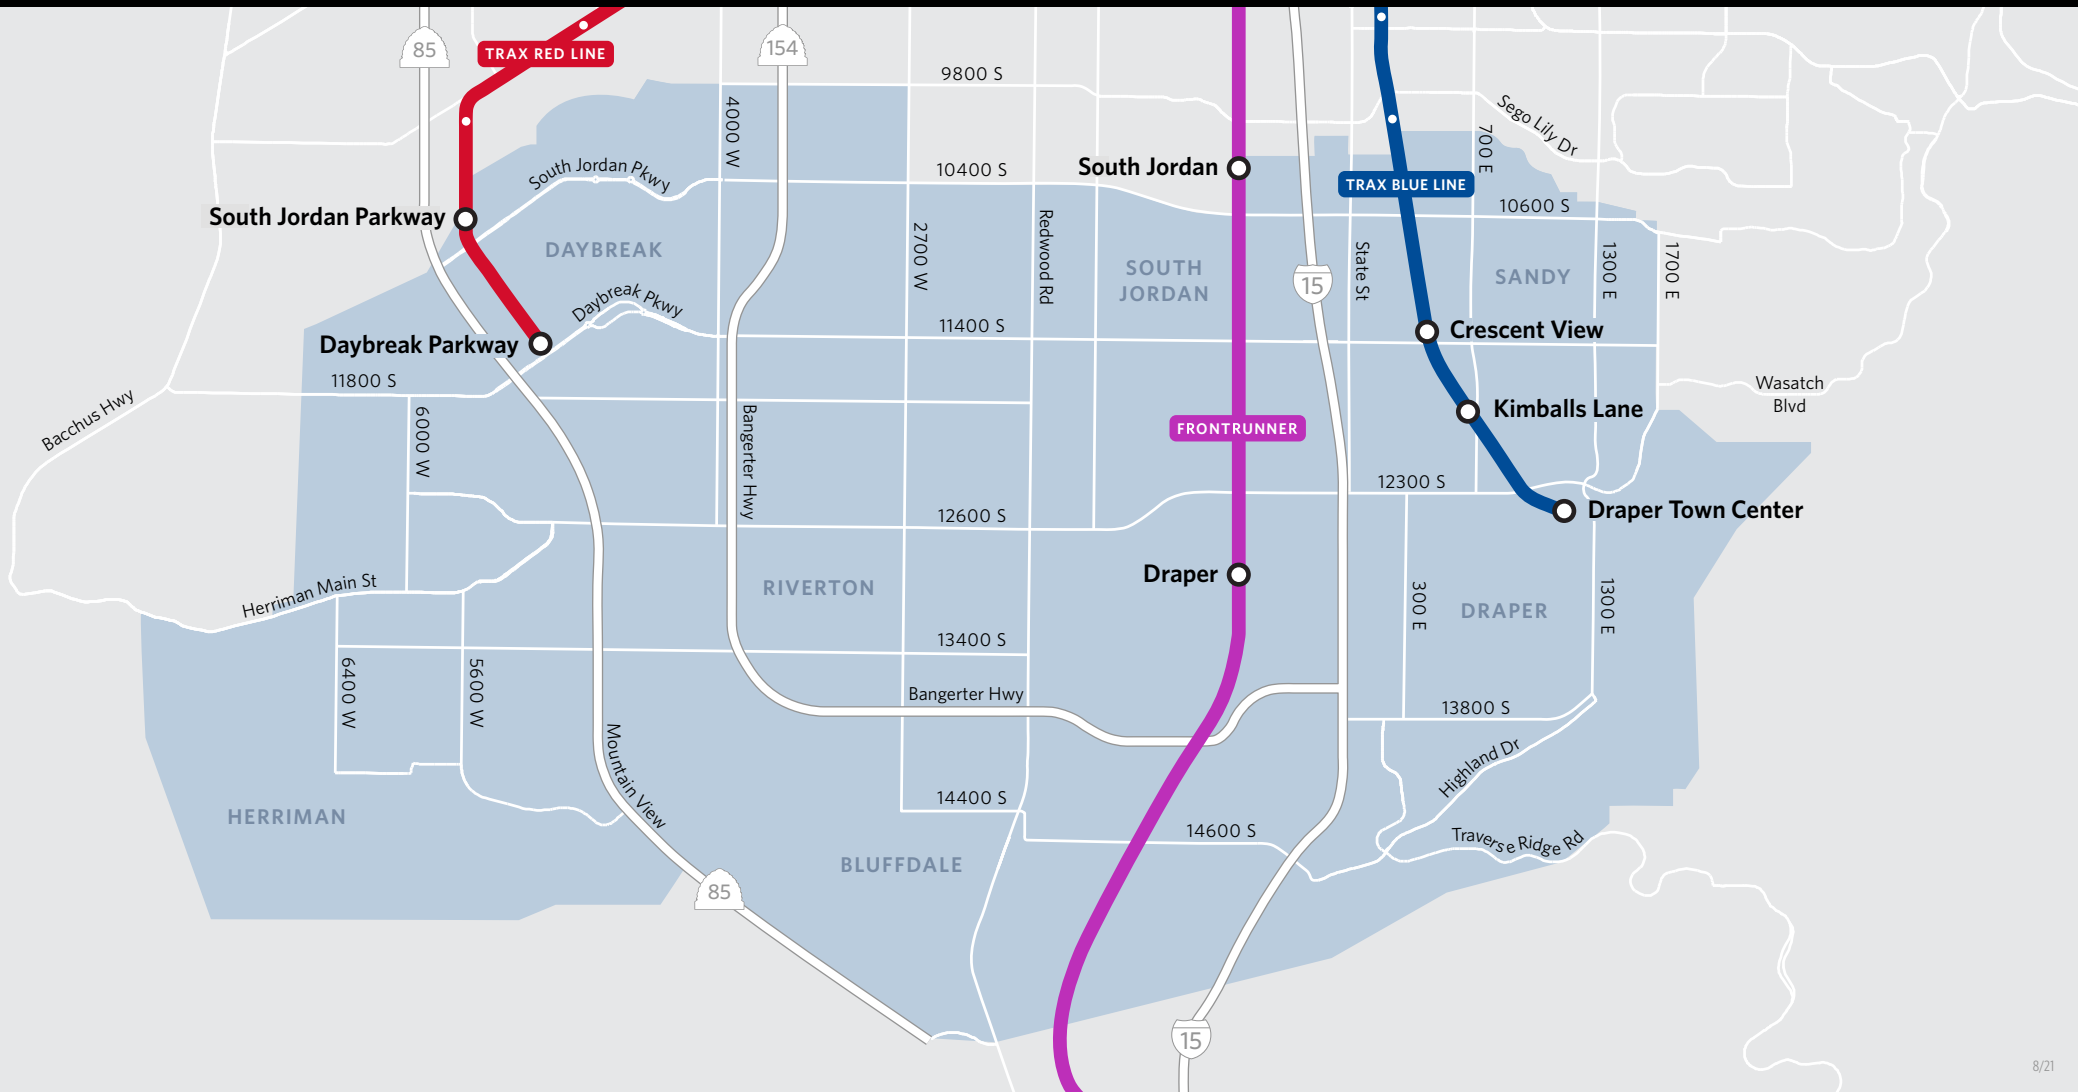 85
TRAX RED LINE
154
9800 S
4000 W
Sego Lily Dr
700 E
South Jordan Pkwy
10400 S
South Jordan
TRAX BLUE LINE
10600 S
South Jordan Parkway
DAYBREAK
2700 W
Redwood Rd
SOUTH
JORDAN
15
State St
SANDY
1300 E
1700 E
Daybreak Pkwy
11400 S
Crescent View
Daybreak Parkway
11800 S
Wasatch
Blvd
Bacchus Hwy
6000 W
Bangerter Hwy
FRONTRUNNER
Kimballs Lane
12300 S
12600 S
Draper Town Center
Herriman Main St
RIVERTON
Draper
300 E
DRAPER
1300 E
13400 S
6400 W
5600 W
Bangerter Hwy
13800 S
Mountain View
Highland Dr
14400 S
HERRIMAN
14600 S
Traverse Ridge Rd
BLUFFDALE
85
15
8/21